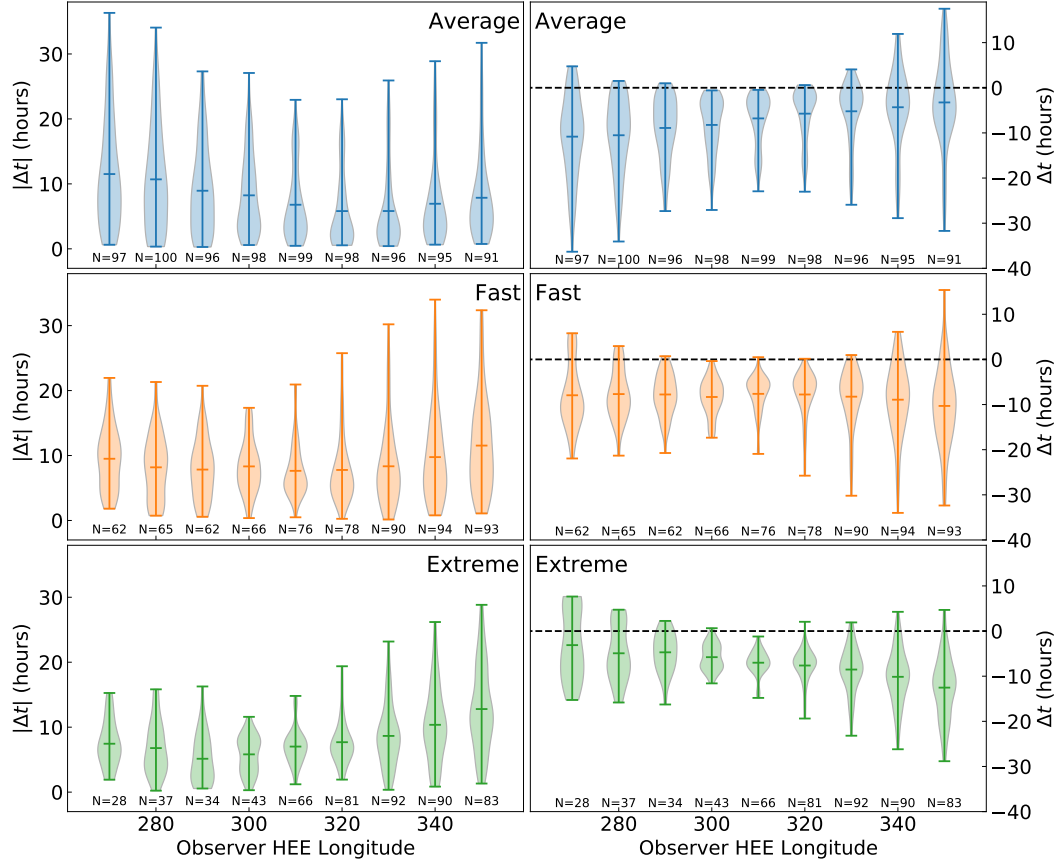 Average
Average
30
20
10
0
|Δt| (hours)
10
0
−10
−20
−30
−40
Δt (hours)
N=97 N=100 N=96 N=98 N=99 N=98 N=96 N=95 N=91
N=97 N=100 N=96 N=98 N=99 N=98 N=96 N=95 N=91
Fast
Fast
30
20
10
0
|Δt| (hours)
10
0
−10
−20
−30
−40
Δt (hours)
N=62 N=65 N=62 N=66 N=76 N=78 N=90 N=94 N=93
N=62 N=65 N=62 N=66 N=76 N=78 N=90 N=94 N=93
Extreme
Extreme
30
20
10
0
|Δt| (hours)
10
0
−10
−20
−30
−40
Δt (hours)
N=28 N=37 N=34 N=43 N=66 N=81 N=92 N=90 N=83
N=28 N=37 N=34 N=43 N=66 N=81 N=92 N=90 N=83
280 300 320 340
280 300 320 340
Observer HEE Longitude
Observer HEE Longitude